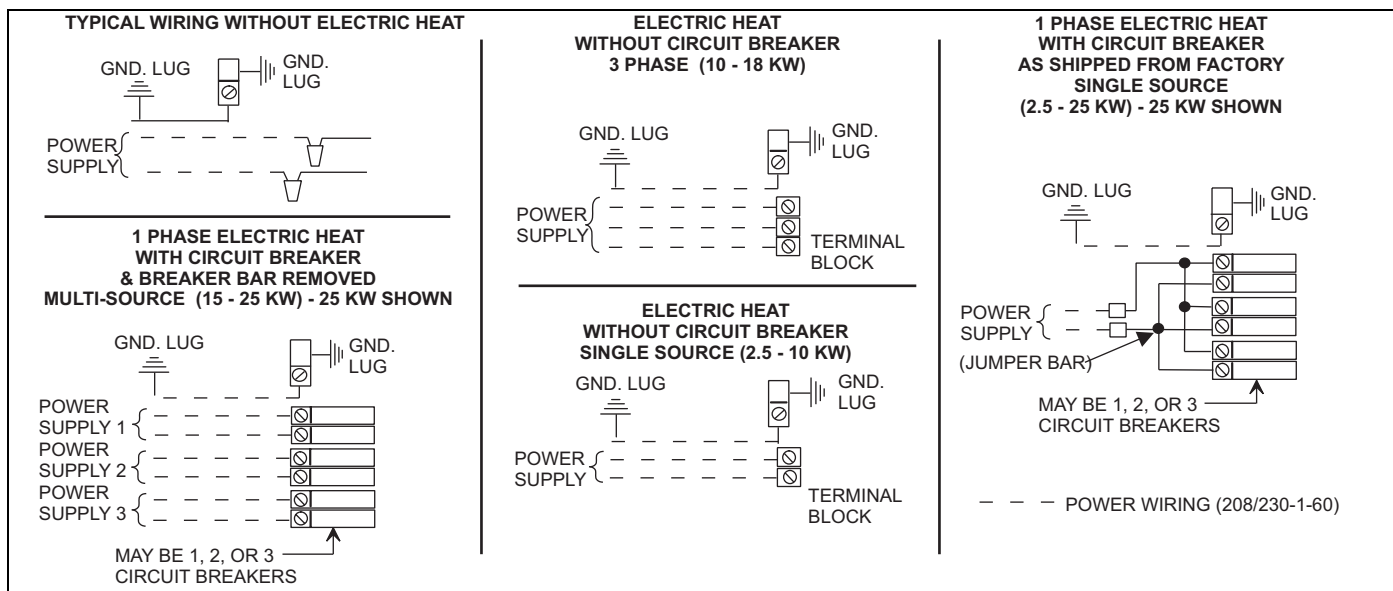 TYPICAL WIRING WITHOUT ELECTRIC HEAT
GND. LUG
GND.
LUG
POWER
SUPPLY
1 PHASE ELECTRIC HEAT
WITH CIRCUIT BREAKER
& BREAKER BAR REMOVED
MULTI-SOURCE (15 - 25 KW) - 25 KW SHOWN
GND. LUG
GND.
LUG
POWER
SUPPLY 1
POWER
SUPPLY 2
POWER
SUPPLY 3
MAY BE 1, 2, OR 3
CIRCUIT BREAKERS
ELECTRIC HEAT
WITHOUT CIRCUIT BREAKER
3 PHASE (10 - 18 KW)
GND. LUG
GND.
LUG
POWER
SUPPLY
TERMINAL
BLOCK
ELECTRIC HEAT
WITHOUT CIRCUIT BREAKER
SINGLE SOURCE (2.5 - 10 KW)
GND. LUG
GND.
LUG
POWER
SUPPLY
TERMINAL
BLOCK
1 PHASE ELECTRIC HEAT
WITH CIRCUIT BREAKER
AS SHIPPED FROM FACTORY
SINGLE SOURCE
(2.5 - 25 KW) - 25 KW SHOWN
GND. LUG
GND.
LUG
POWER
SUPPLY
(JUMPER BAR)
MAY BE 1, 2, OR 3
CIRCUIT BREAKERS
POWER WIRING (208/230-1-60)